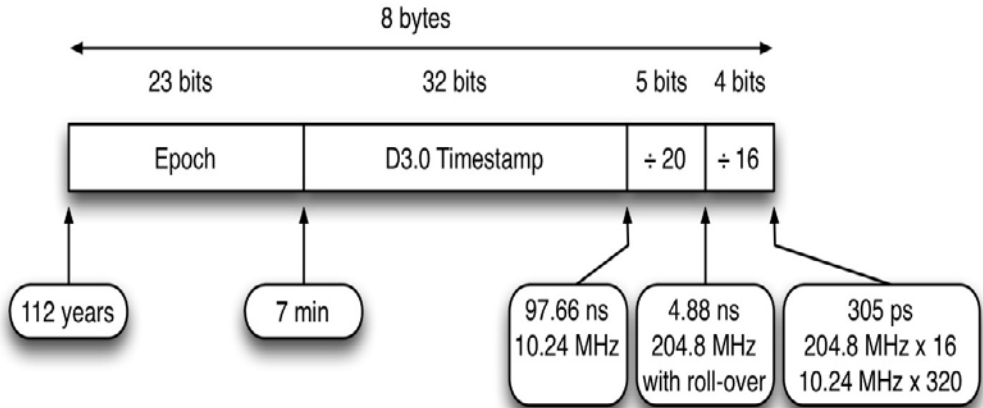 8 bytes
23 bits 32 bits 5 bits 4 bits
Epoch D3.0 Timestamp ÷ 20 ÷ 16
112 years
7 min
97.66 ns
10.24 MHz
4.88 ns
204.8 MHz
with roll-over
305 ps
204.8 MHz x 16
10.24 MHz x 320